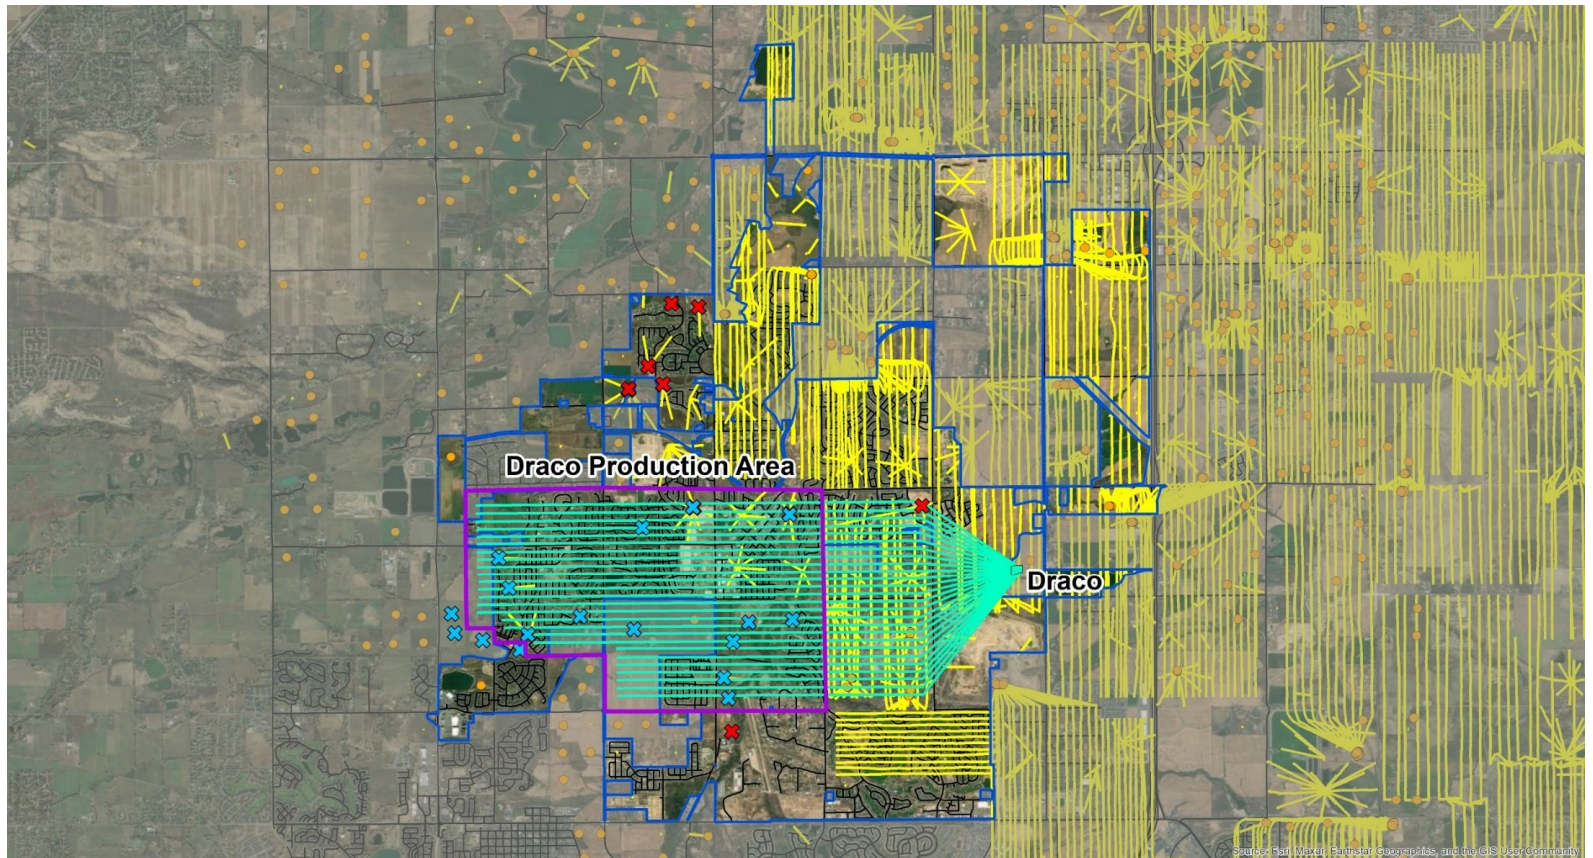 Draco Production Area
Draco
Source: Esri, Maxar, Earthstar Geographics, and the GIS User Community